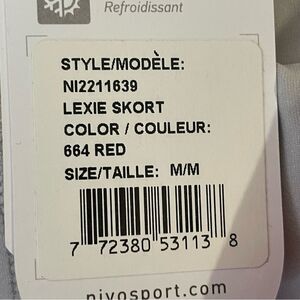 Refroidissant
STYLE/MODÈLE:
NI2211639
LEXIE SKORT
COLOR / COULEUR:
664 RED
SIZE/TAILLE: M/M
7 72380 53113 8
nivosport.com